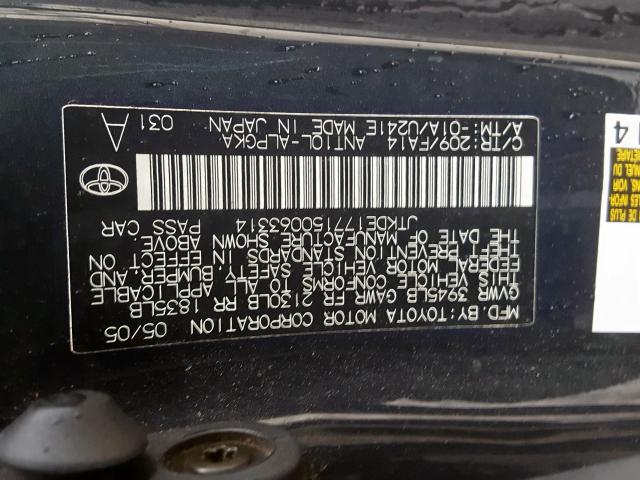 MFD. BY: TOYOTA MOTOR CORPORATION 05/05
GVWR 3945LB GAWR FR 2130LB RR 1835LB
THIS VEHICLE CONFORMS TO ALL APPLICABLE
FEDERAL MOTOR VEHICLE SAFETY, BUMPER, AND
THEFT PREVENTION STANDARDS IN EFFECT ON
THE DATE OF MANUFACTURE SHOWN ABOVE.
JTKDE177150063314 PASS CAR
C/TR: 209/FA14 ANT10L-ALPGKA 031
A/TM: -01A/U241E MADE IN JAPAN A